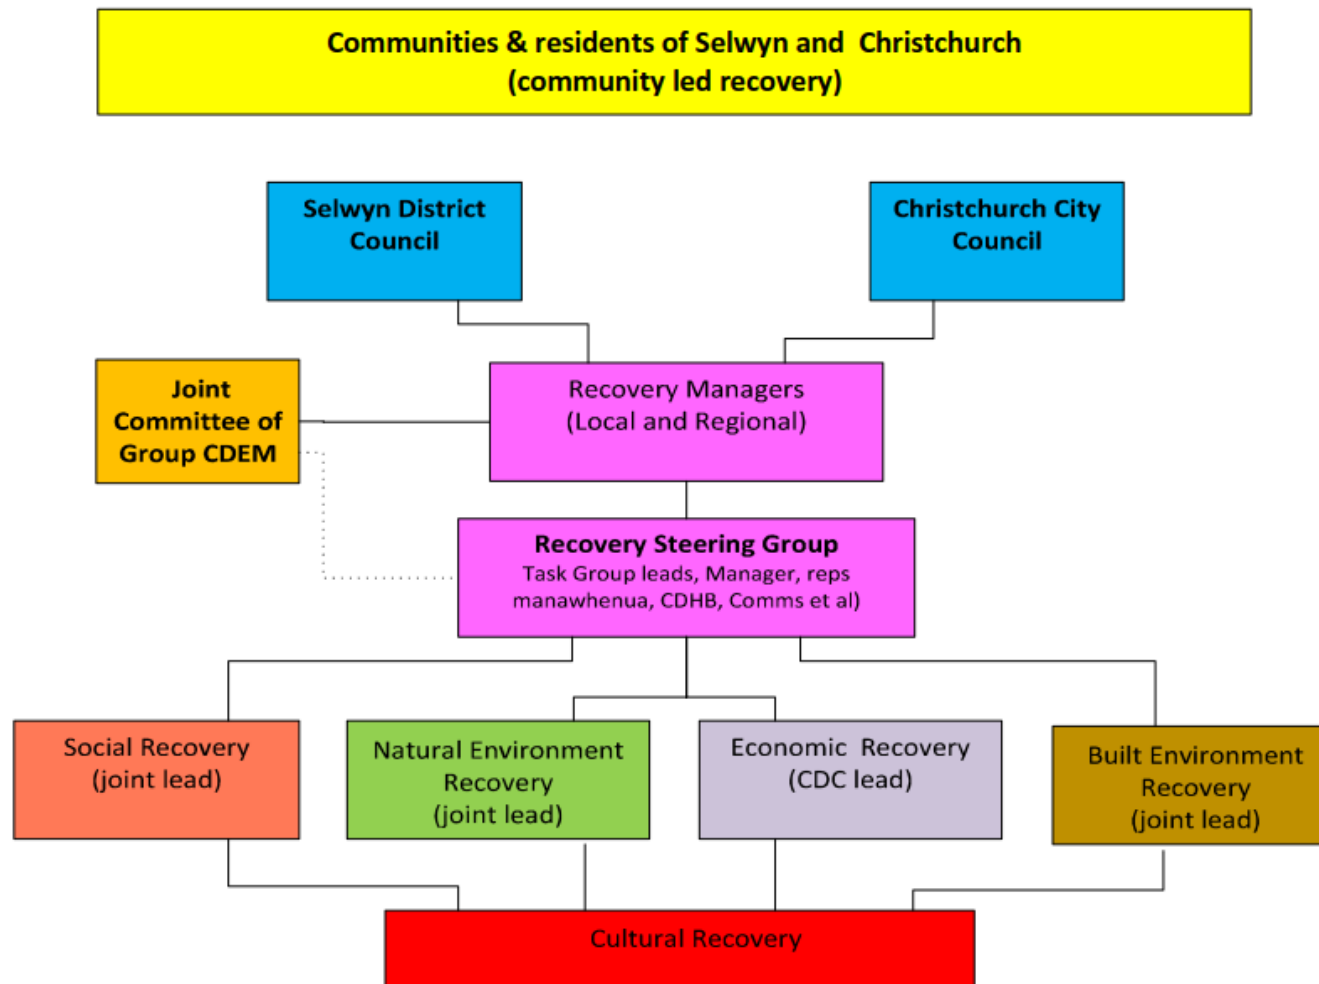 Communities & residents of Selwyn and Christchurch
(community led recovery)
Selwyn District
Council
Christchurch City
Council
Joint
Committee of
Group CDEM
Recovery Managers
(Local and Regional)
Recovery Steering Group
Task Group leads, Manager, reps
manawhenua, CDHB, Comms et al)
Social Recovery
(joint lead)
Natural Environment
Recovery
(joint lead)
Economic Recovery
(CDC lead)
Built Environment
Recovery
(joint lead)
Cultural Recovery